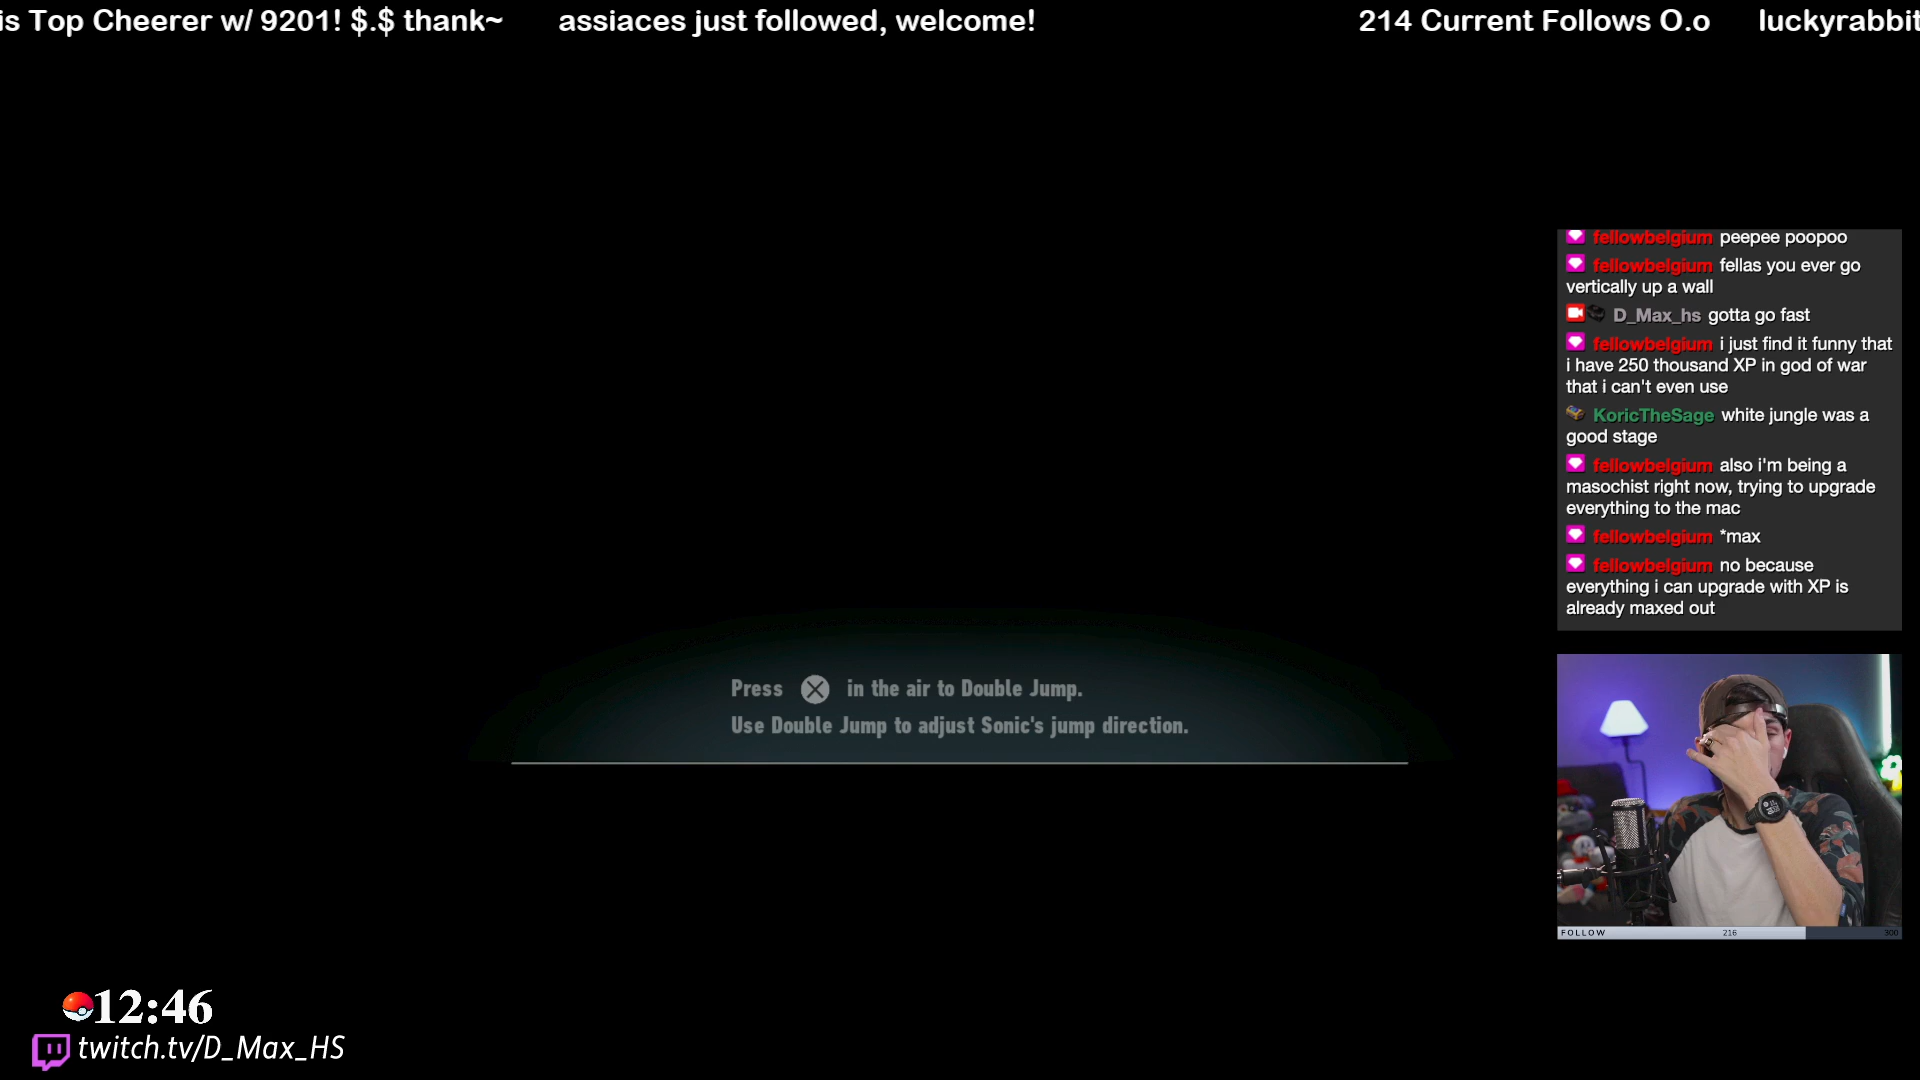 is Top Cheerer w/ 9201! $.$ thank~ assiaces just followed, welcome! 214 Current Follows O.o luckyrabbit
fellowbelgium peepee poopoo
fellowbelgium fellas you ever go
vertically up a wall
D_Max_hs gotta go fast
fellowbelgium i just find it funny that
i have 250 thousand XP in god of war
that i can't even use
KoricTheSage white jungle was a
good stage
fellowbelgium also i'm being a
masochist right now, trying to upgrade
everything to the mac
fellowbelgium *max
fellowbelgium no because
everything i can upgrade with XP is
already maxed out
Press X in the air to Double Jump.
Use Double Jump to adjust Sonic's jump direction.
FOLLOW 216 300
12:46
twitch.tv/D_Max_HS